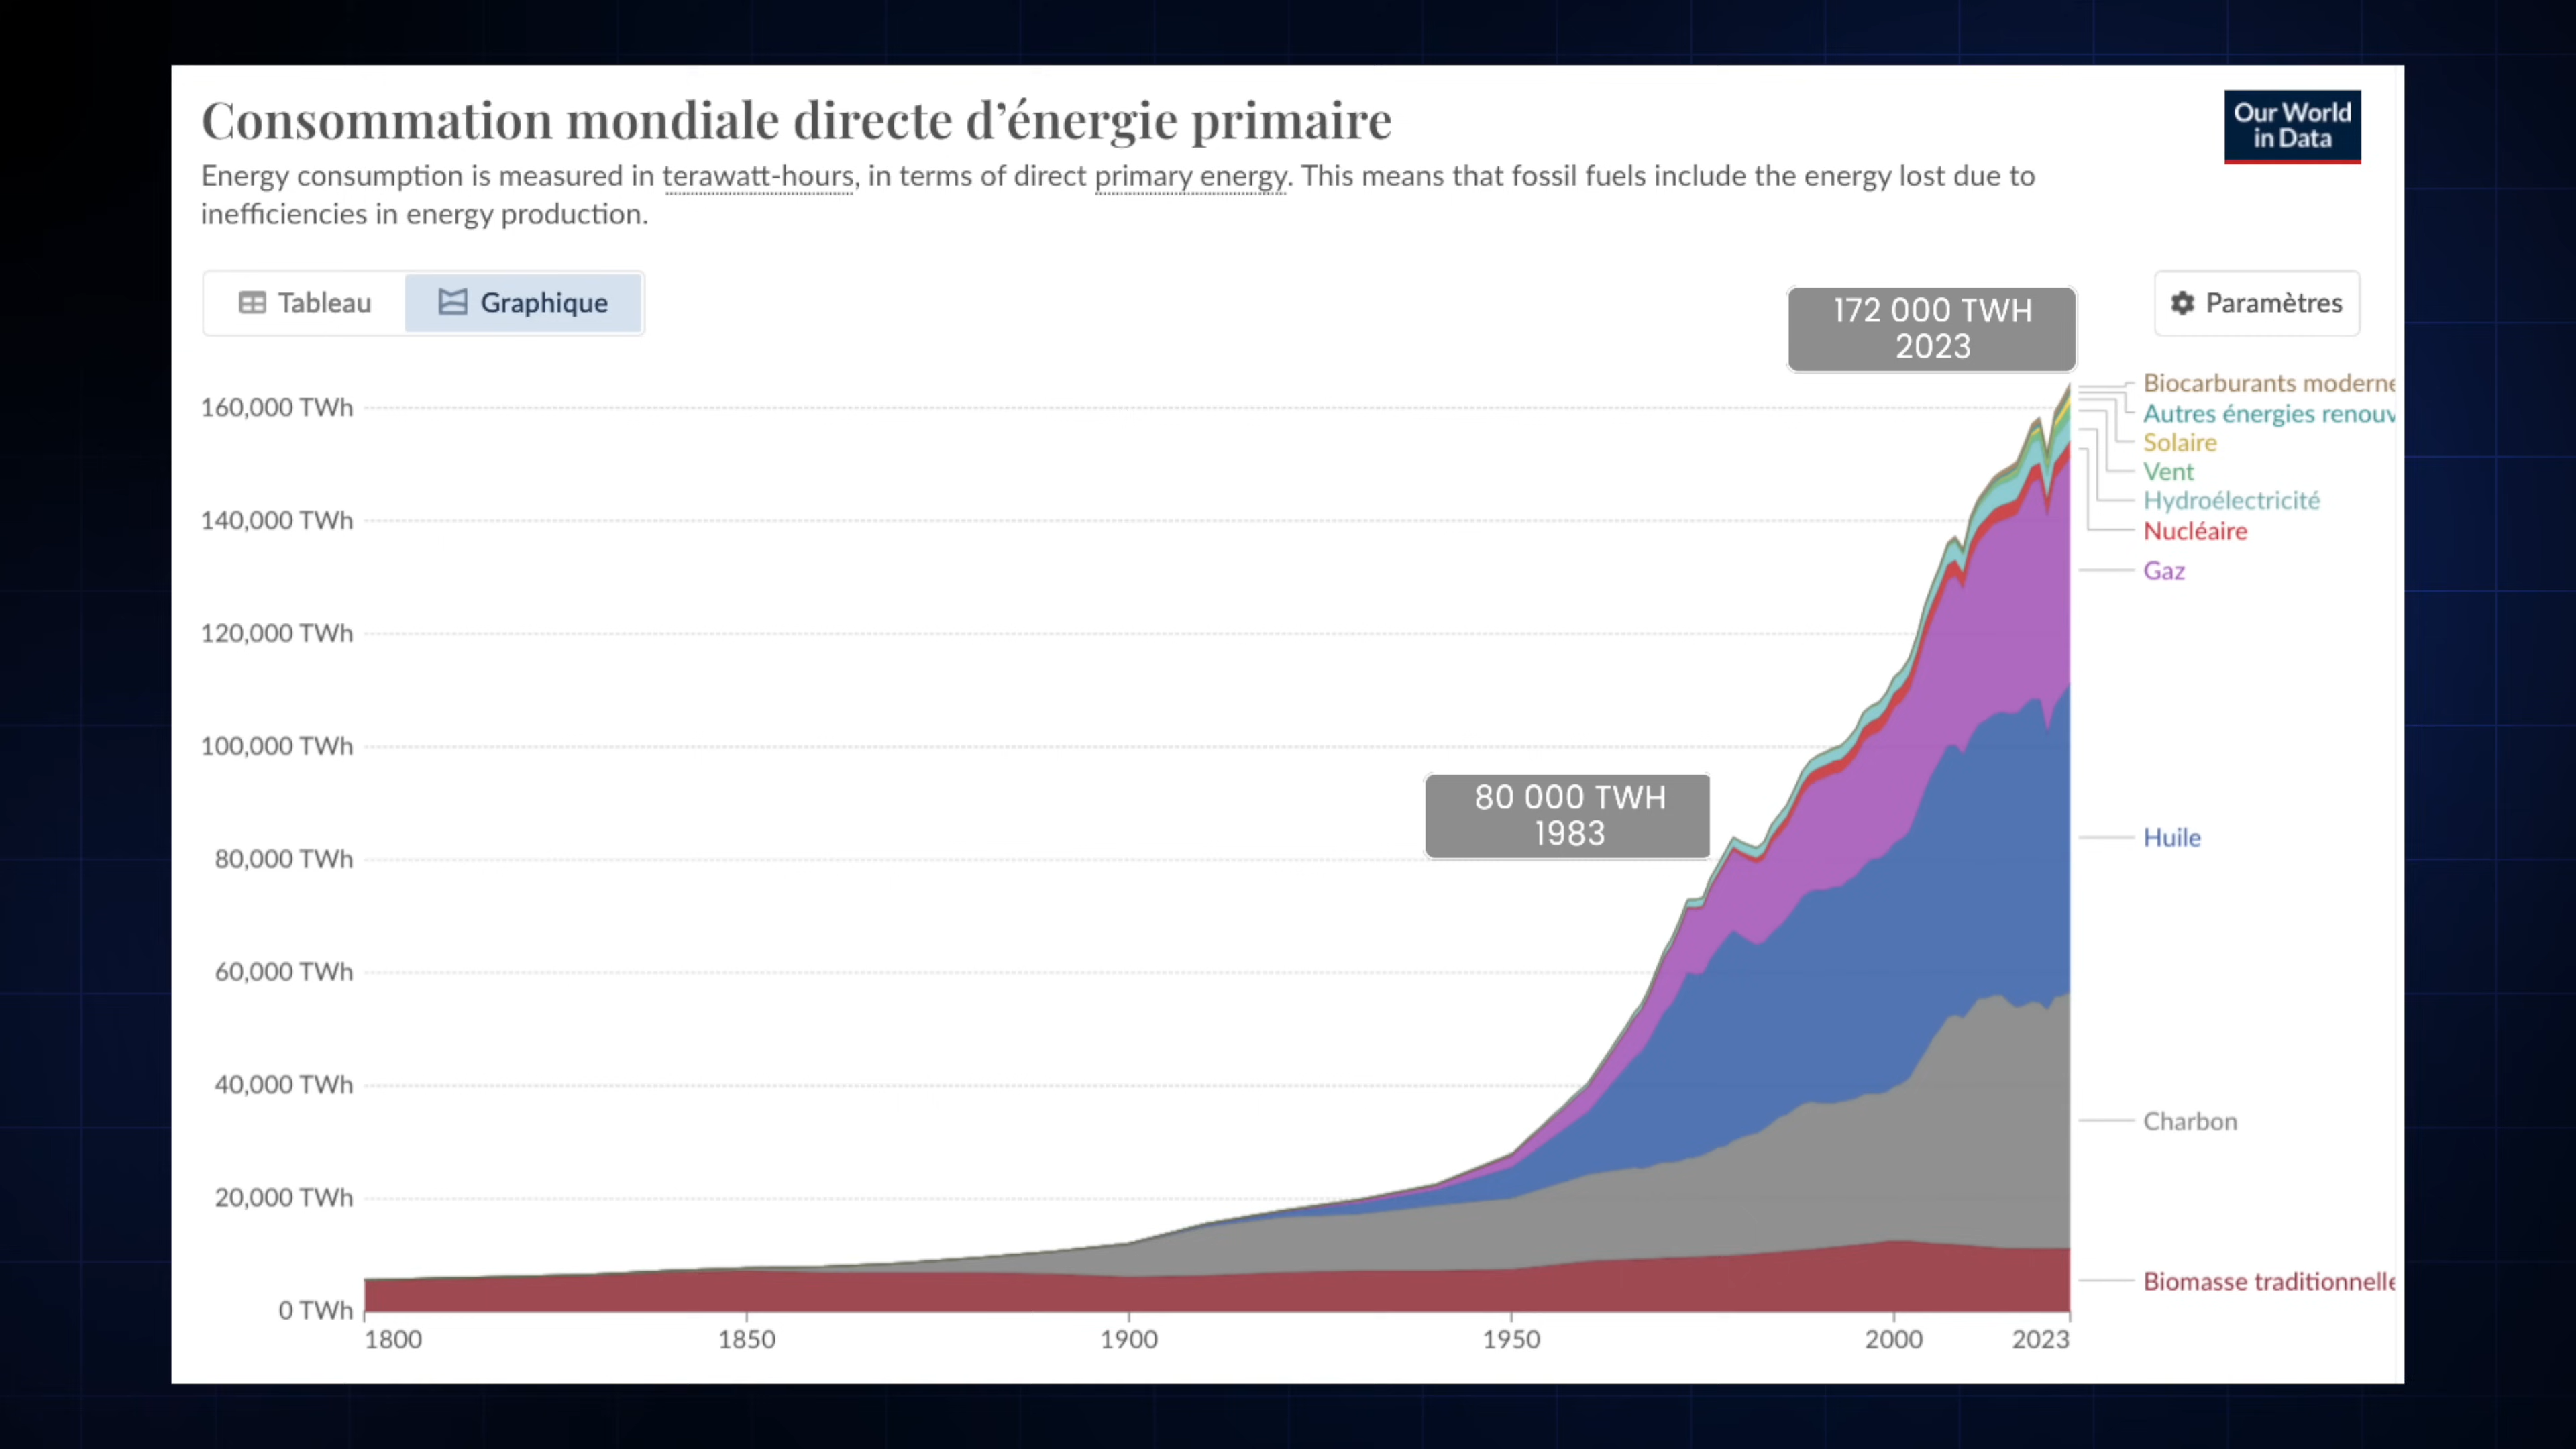 Consommation mondiale directe d’énergie primaire
Our World
in Data
Energy consumption is measured in terawatt-hours, in terms of direct primary energy. This means that fossil fuels include the energy lost due to
inefficiencies in energy production.
Tableau
Graphique
Paramètres
172 000 TWH
2023
80 000 TWH
1983
160,000 TWh
140,000 TWh
120,000 TWh
100,000 TWh
80,000 TWh
60,000 TWh
40,000 TWh
20,000 TWh
0 TWh
1800
1850
1900
1950
2000
2023
Biocarburants moderne
Autres énergies renouv
Solaire
Vent
Hydroélectricité
Nucléaire
Gaz
Huile
Charbon
Biomasse traditionnelle